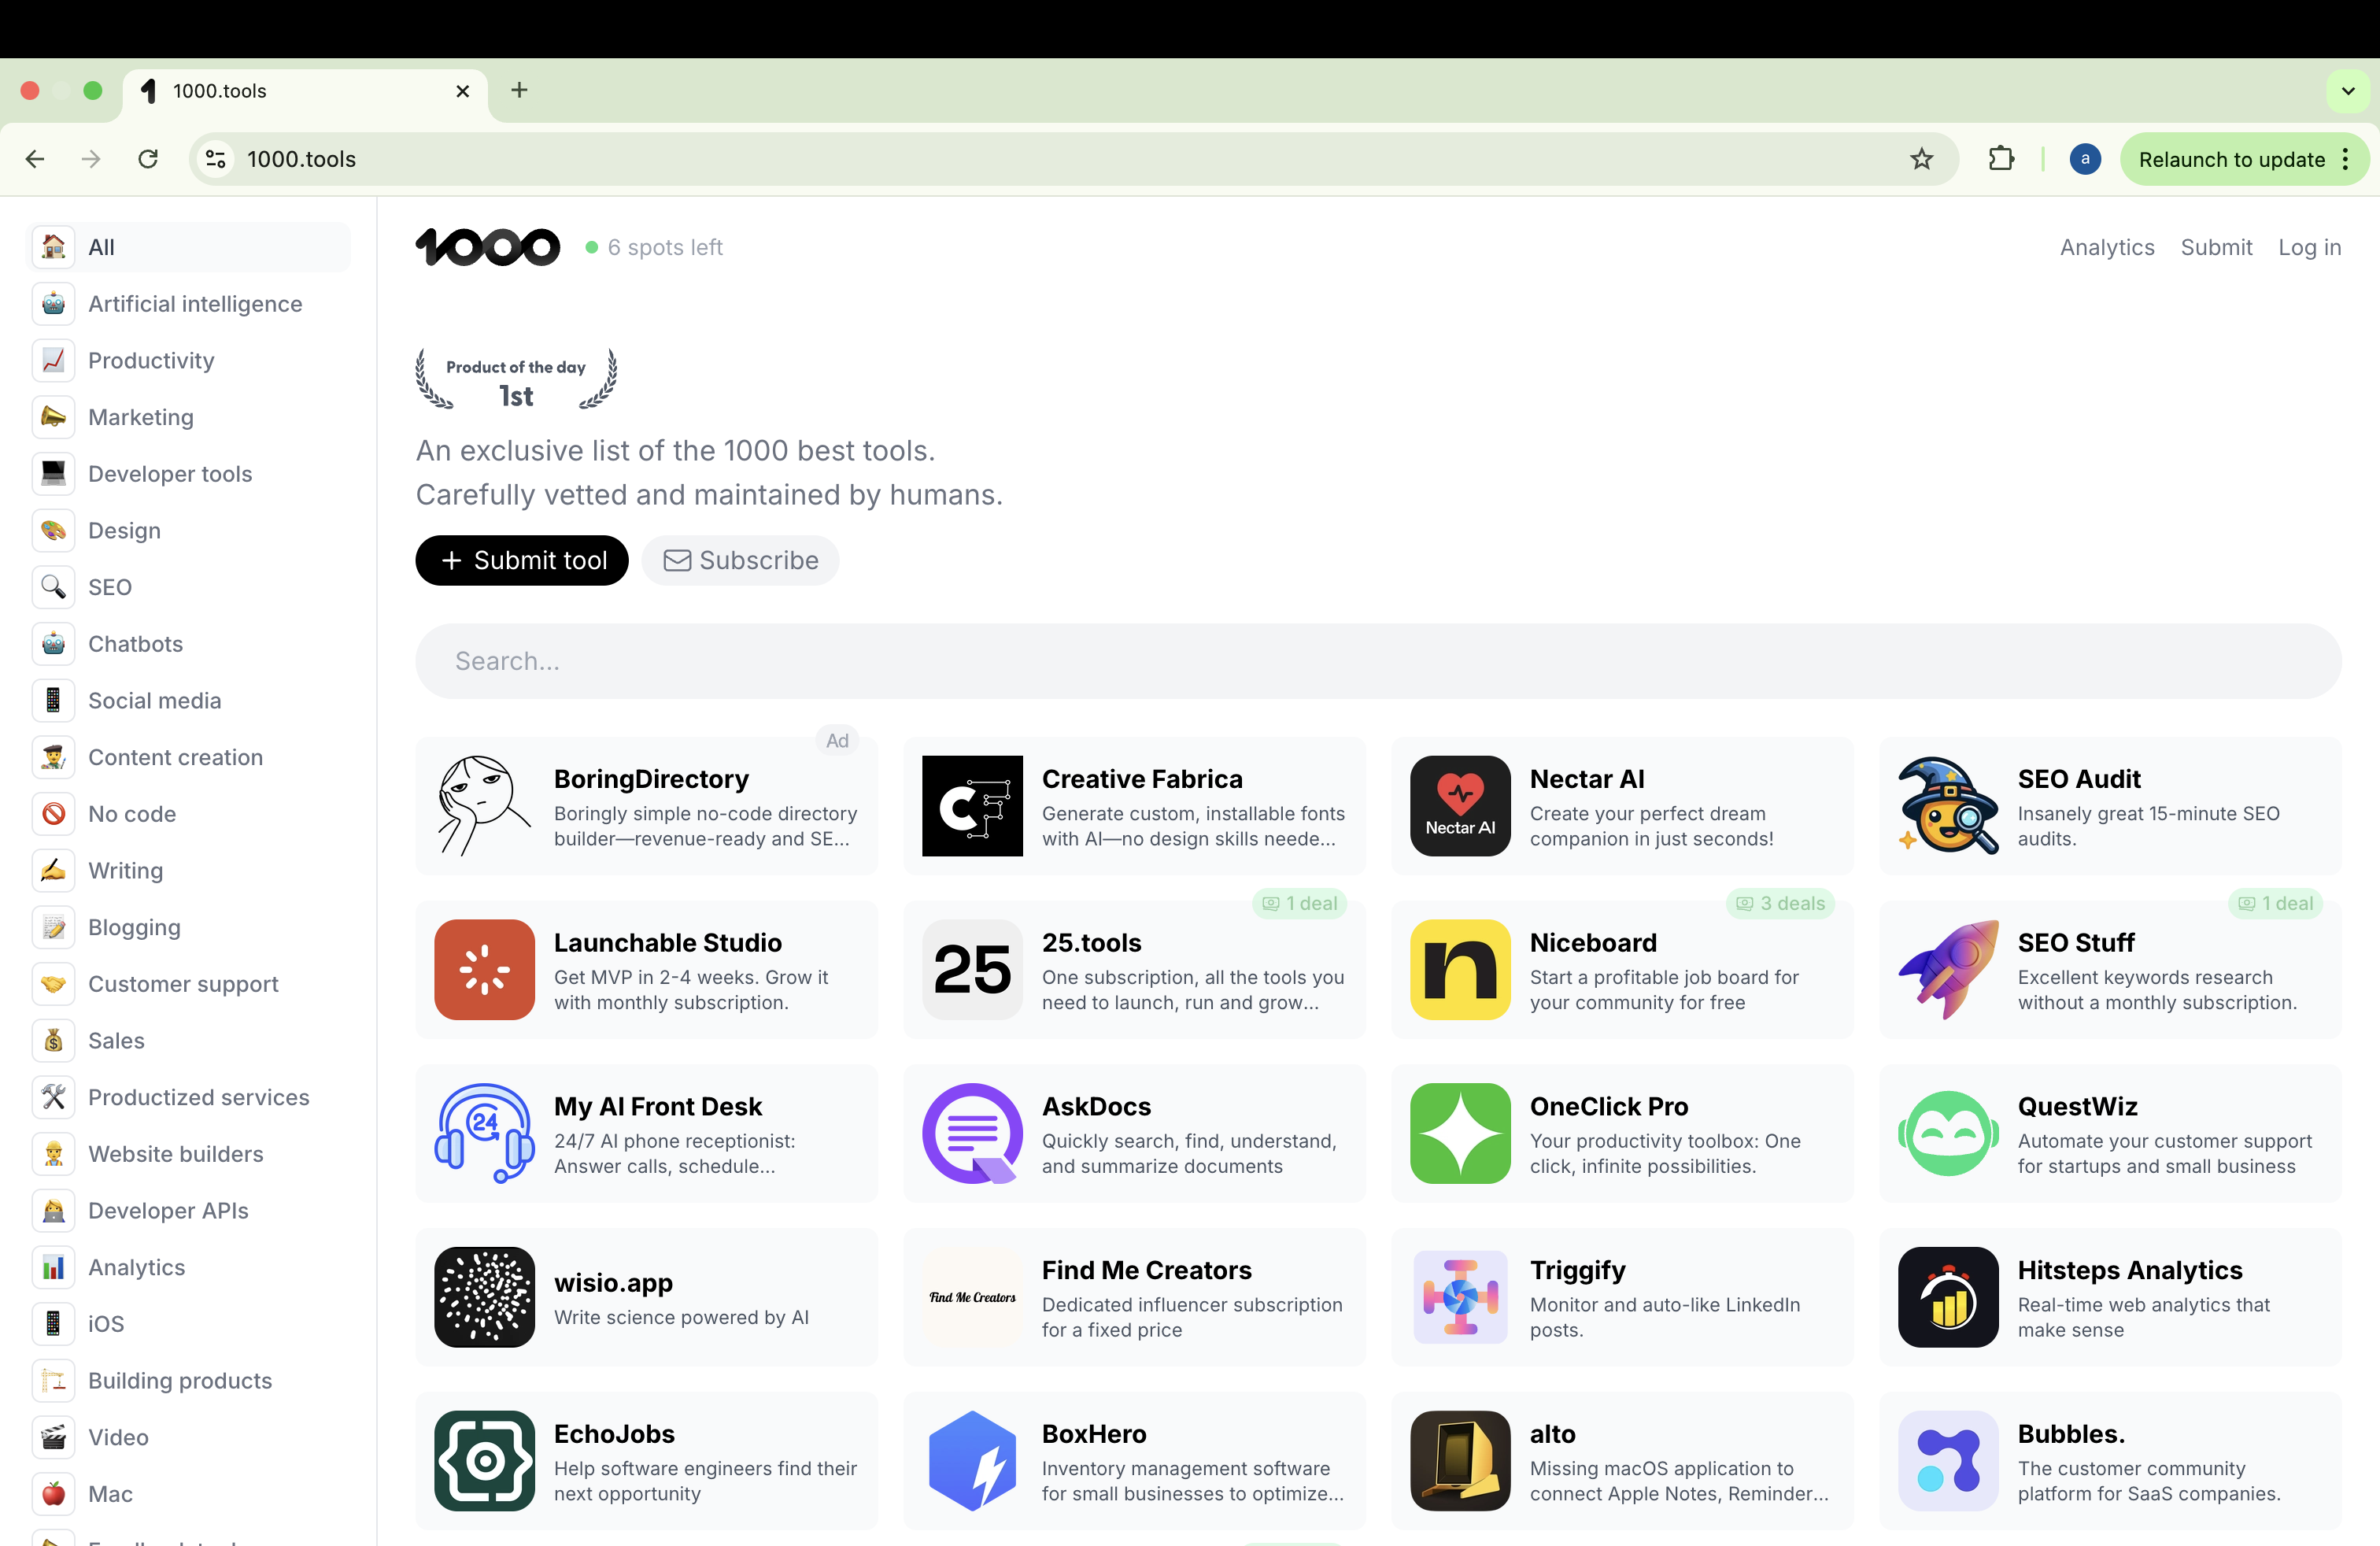 1000.tools
1000.tools
a
Relaunch to update
All
Artificial intelligence
Productivity
Marketing
Developer tools
Design
SEO
Chatbots
Social media
Content creation
No code
Writing
Blogging
Customer support
Sales
Productized services
Website builders
Developer APIs
Analytics
iOS
Building products
Video
Mac
1000
6 spots left
Analytics
Submit
Log in
Product of the day
1st
An exclusive list of the 1000 best tools.
Carefully vetted and maintained by humans.
+ Submit tool
Subscribe
Search...
Ad
BoringDirectory
Boringly simple no-code directory
builder—revenue-ready and SE...
CF
Creative Fabrica
Generate custom, installable fonts
with AI—no design skills neede...
Nectar AI
Nectar AI
Create your perfect dream
companion in just seconds!
SEO Audit
Insanely great 15-minute SEO
audits.
Launchable Studio
Get MVP in 2-4 weeks. Grow it
with monthly subscription.
1 deal
25
25.tools
One subscription, all the tools you
need to launch, run and grow...
3 deals
n
Niceboard
Start a profitable job board for
your community for free
1 deal
SEO Stuff
Excellent keywords research
without a monthly subscription.
24
My AI Front Desk
24/7 AI phone receptionist:
Answer calls, schedule...
AskDocs
Quickly search, find, understand,
and summarize documents
OneClick Pro
Your productivity toolbox: One
click, infinite possibilities.
QuestWiz
Automate your customer support
for startups and small business
wisio.app
Write science powered by AI
Find Me Creators
Find Me Creators
Dedicated influencer subscription
for a fixed price
Triggify
Monitor and auto-like LinkedIn
posts.
Hitsteps Analytics
Real-time web analytics that
make sense
EchoJobs
Help software engineers find their
next opportunity
BoxHero
Inventory management software
for small businesses to optimize...
alto
Missing macOS application to
connect Apple Notes, Reminder...
Bubbles.
The customer community
platform for SaaS companies.